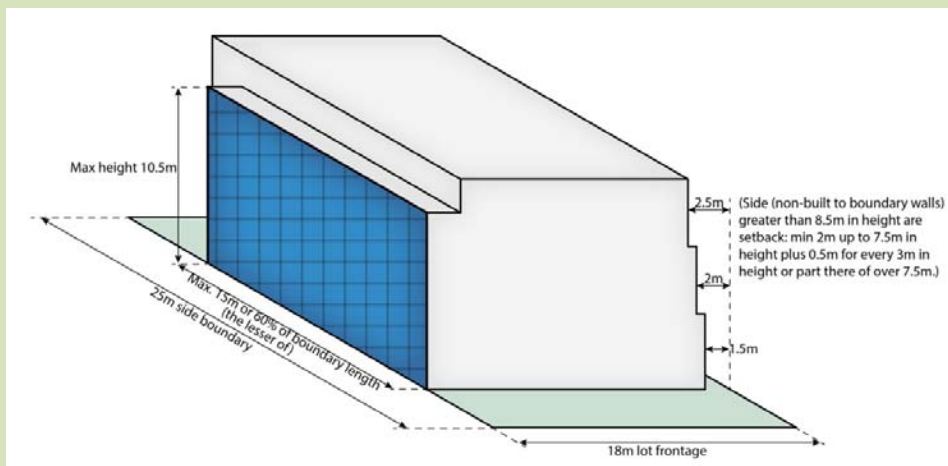 Max height 10.5m
2.5m
(Side (non-built to boundary walls)
greater than 8.5m in height are
setback: min 2m up to 7.5m in
height plus 0.5m for every 3m in
height or part there of over 7.5m.)
2m
1.5m
Max. 15m or 60% of boundary length
(the lesser of)
25m side boundary
18m lot frontage